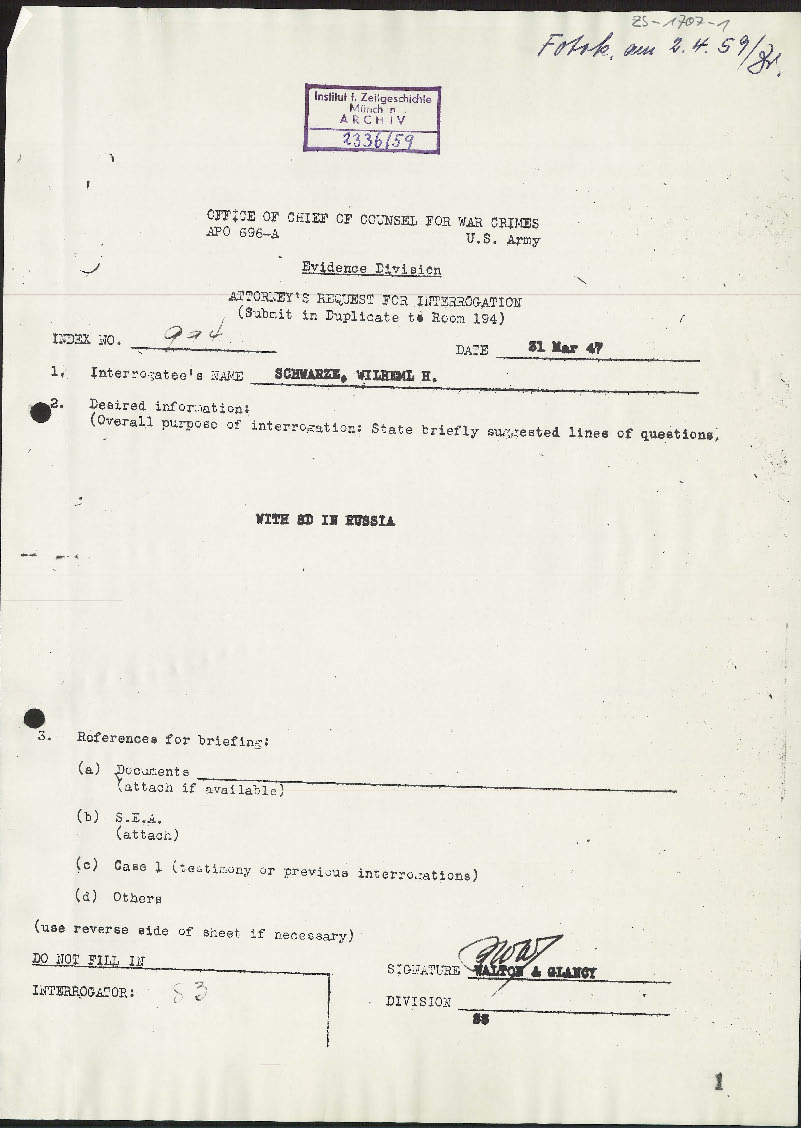 ZS-1707-1
Fotok. am 2.4.59/
Institut f. Zeitgeschichte
München
ARCHIV
2336/59
OFFICE OF CHIEF OF COUNSEL FOR WAR CRIMES
APO 696-A U.S. Army
Evidence Division
ATTORNEY'S REQUEST FOR INTERROGATION
(Submit in Duplicate to Room 194)
INDEX NO. 994 DATE 31 Mar 47
1. Interrogatee's NAME SCHWARZE, WILHEML H.
2. Desired information:
(Overall purpose of interrogation: State briefly suggested lines of questions,
WITH SD IN RUSSIA
3. References for briefing:
(a) Documents
(attach if available)
(b) S.E.A.
(attach)
(c) Case 1 (testimony or previous interrogations)
(d) Others
(use reverse side of sheet if necessary)
DO NOT FILL IN
SIGNATURE WALTON & GLANCY
INTERROGATOR: 83
DIVISION
SS
1